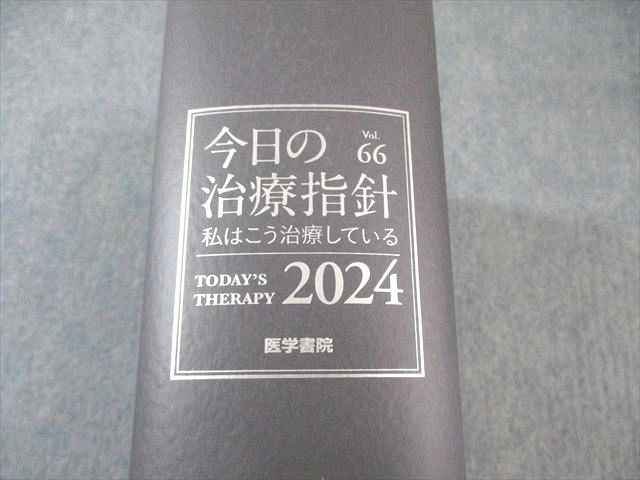 今日の
Vol.
66
治療指針
私はこう治療している
TODAY'S
THERAPY
2024
医学書院